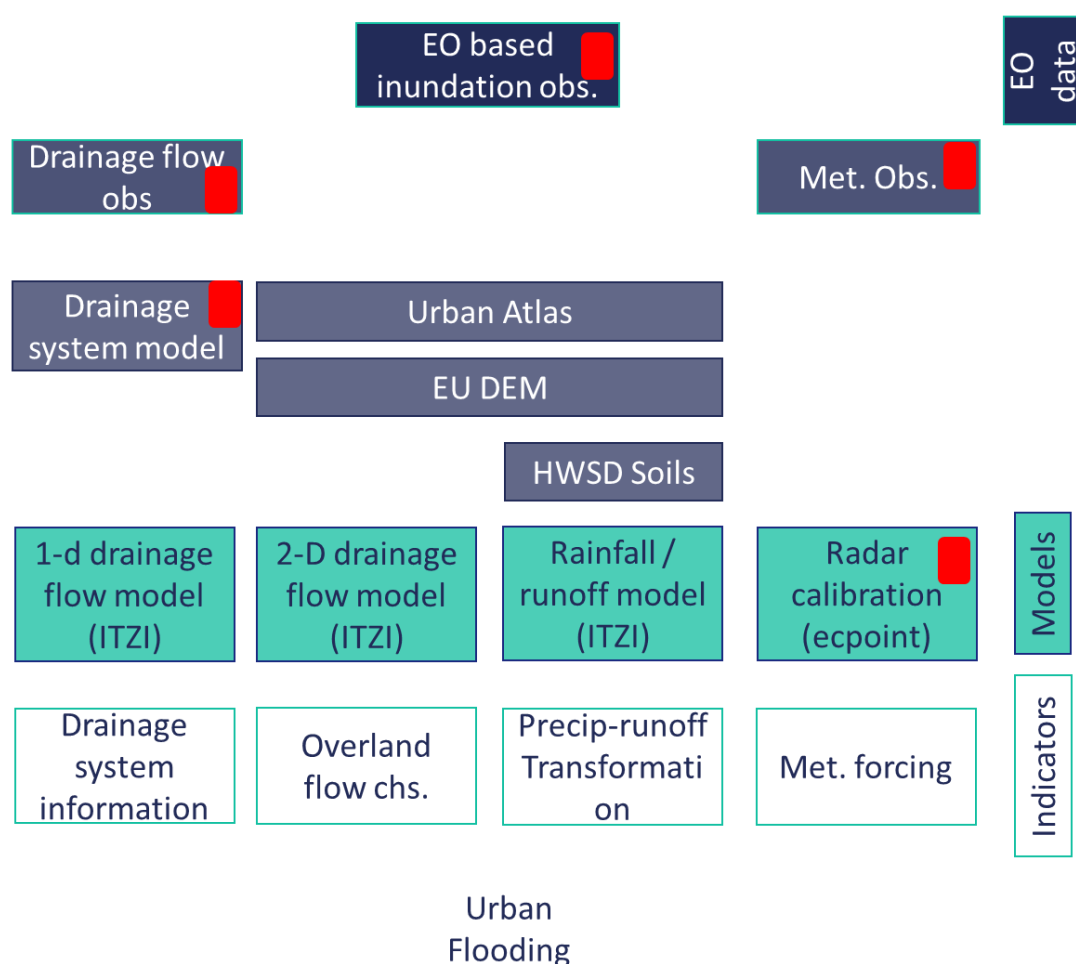 EO based
inundation obs.
EO
data
Drainage flow
obs
Met. Obs.
Drainage
system model
Urban Atlas
EU DEM
HWSD Soils
1-d drainage
flow model
(ITZI)
2-D drainage
flow model
(ITZI)
Rainfall /
runoff model
(ITZI)
Radar
calibration
(ecpoint)
Models
Drainage
system
information
Overland
flow chs.
Precip-runoff
Transformati
on
Met. forcing
Indicators
Urban
Flooding